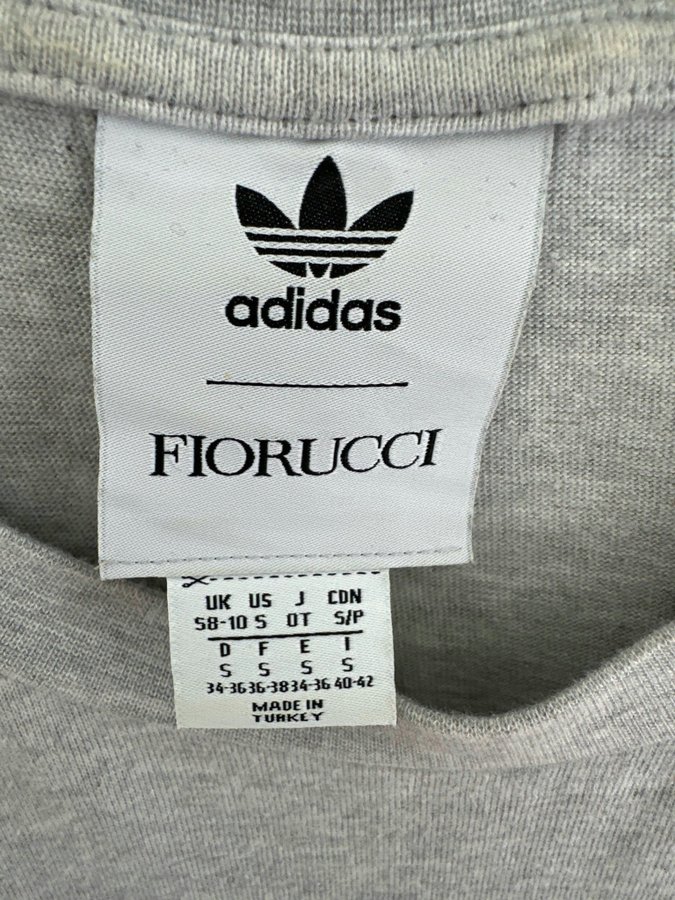 adidas
FIORUCCI
UK US J CDN
S8-10 S OT S/P
D F E I
S S S S
34-36 36-38 34-36 40-42
MADE IN
TURKEY